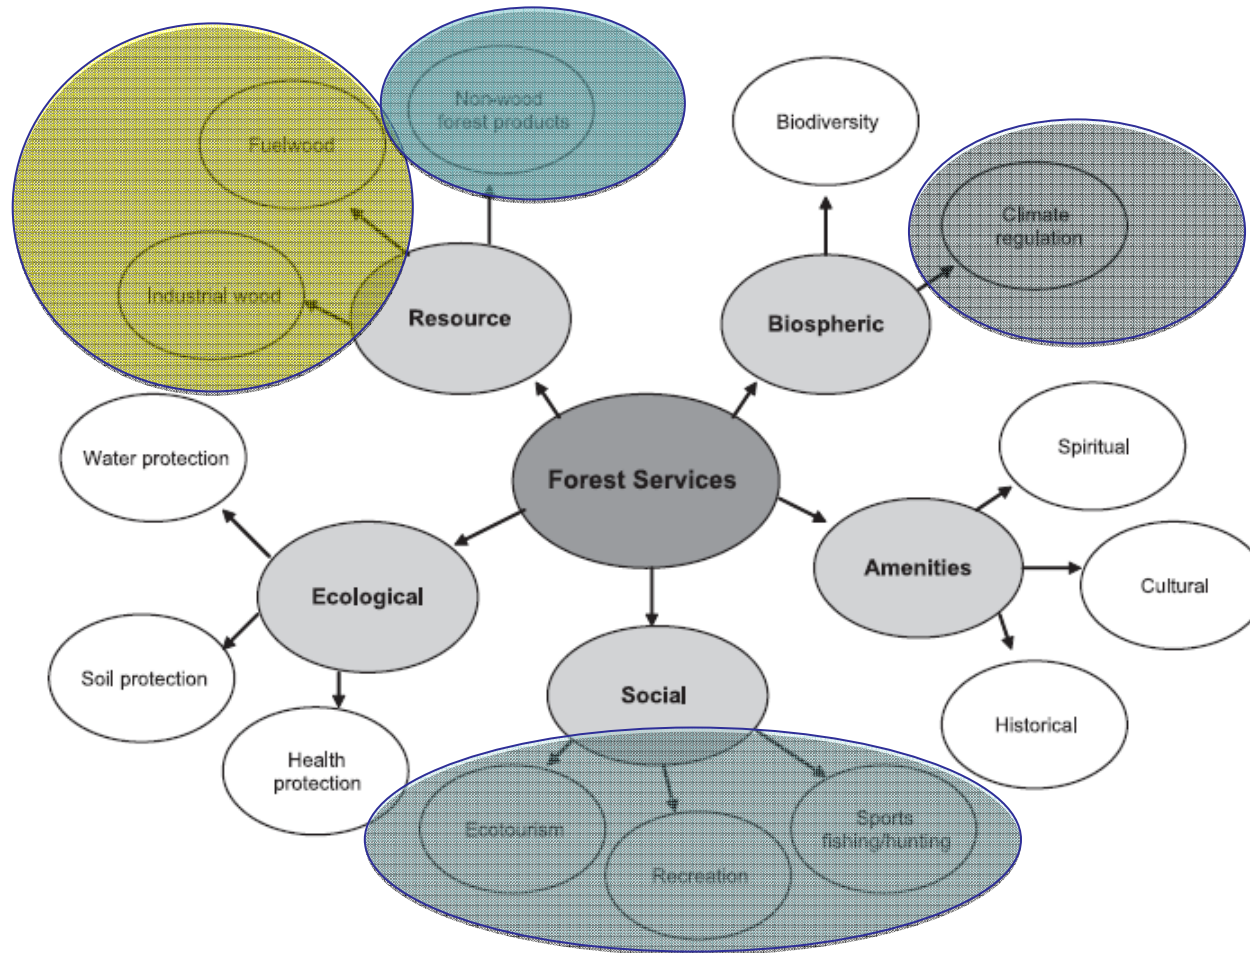 Non-wood
forest products
Fuelwood
Biodiversity
Climate
regulation
Industrial wood
Resource
Biospheric
Water protection
Forest Services
Spiritual
Ecological
Amenities
Cultural
Soil protection
Social
Historical
Health
protection
Ecotourism
Recreation
Sports
fishing/hunting